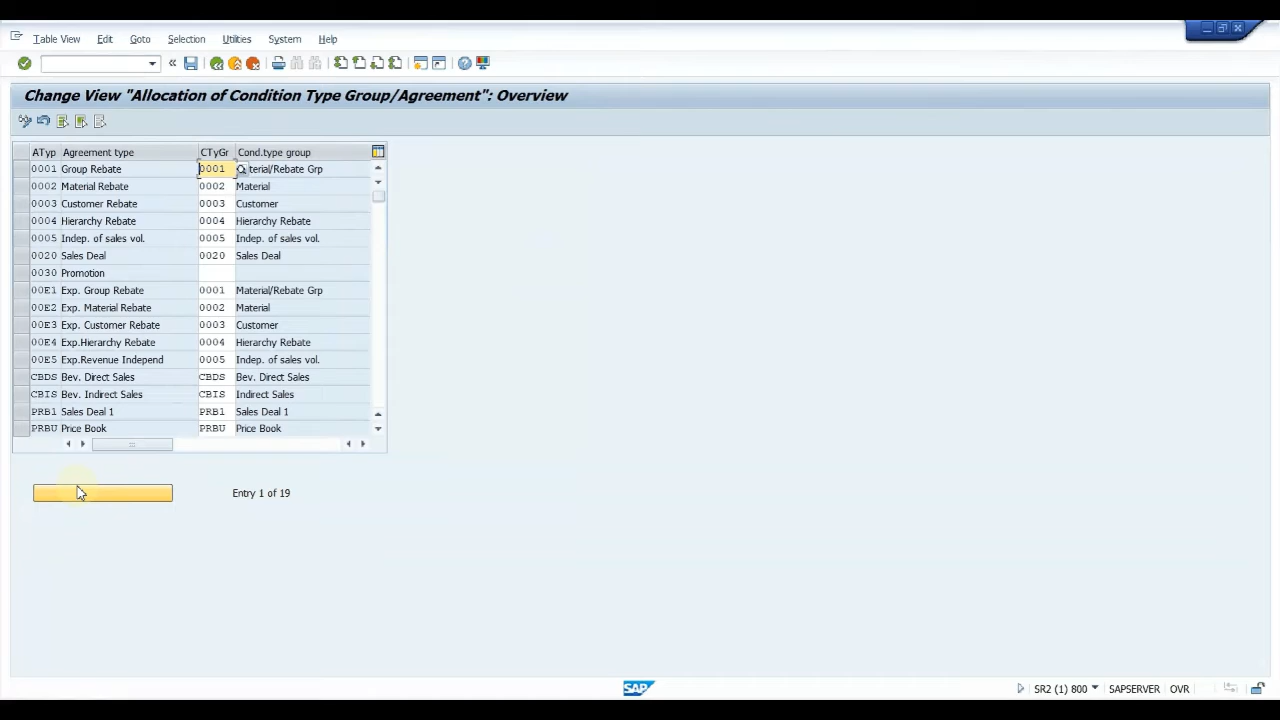 Table View Edit Goto Selection Utilities System Help
Change View "Allocation of Condition Type Group/Agreement": Overview
ATyp Agreement type CTyGr Cond.type group
0001 Group Rebate 0001 terial/Rebate Grp
0002 Material Rebate 0002 Material
0003 Customer Rebate 0003 Customer
0004 Hierarchy Rebate 0004 Hierarchy Rebate
0005 Indep. of sales vol. 0005 Indep. of sales vol.
0020 Sales Deal 0020 Sales Deal
0030 Promotion
00E1 Exp. Group Rebate 0001 Material/Rebate Grp
00E2 Exp. Material Rebate 0002 Material
00E3 Exp. Customer Rebate 0003 Customer
00E4 Exp.Hierarchy Rebate 0004 Hierarchy Rebate
00E5 Exp.Revenue Independ 0005 Indep. of sales vol.
CBDS Bev. Direct Sales CBDS Bev. Direct Sales
CBIS Bev. Indirect Sales CBIS Indirect Sales
PRB1 Sales Deal 1 PRB1 Sales Deal 1
PRBU Price Book PRBU Price Book
Entry 1 of 19
SAP SR2 (1) 800 SAPSERVER OVR